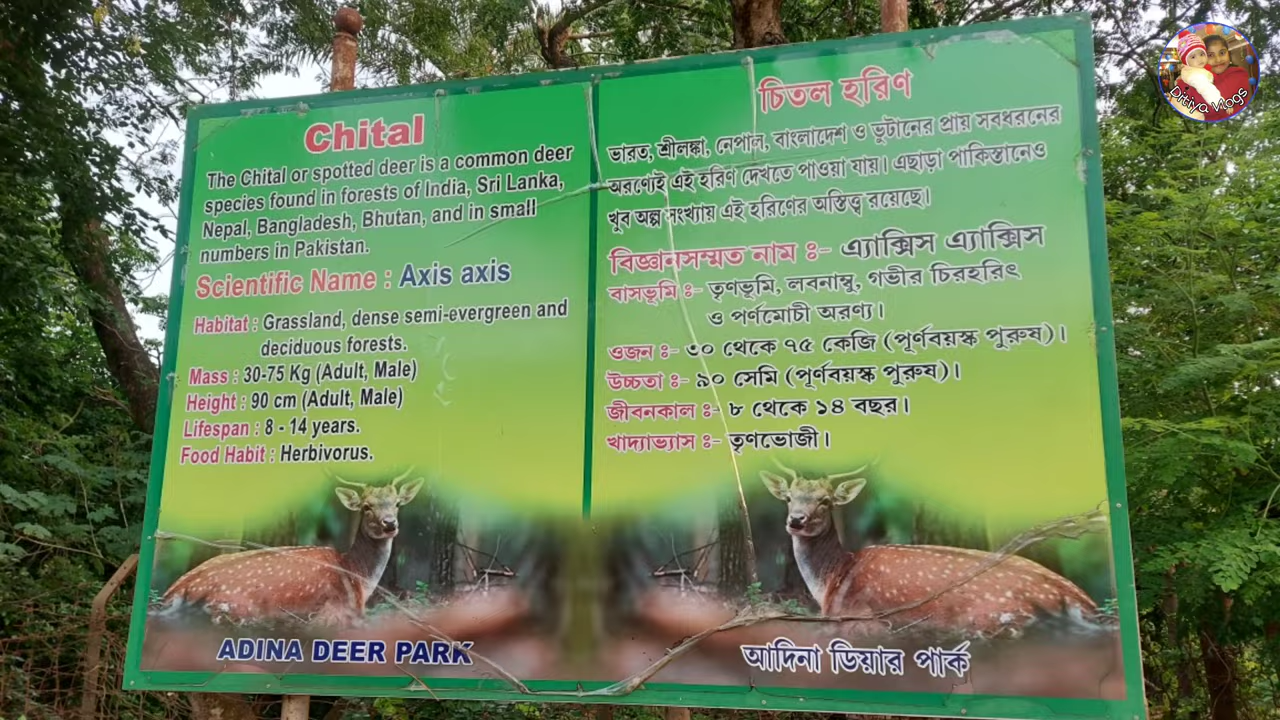 Chital
The Chital or spotted deer is a common deer
species found in forests of India, Sri Lanka,
Nepal, Bangladesh, Bhutan, and in small
numbers in Pakistan.
Scientific Name : Axis axis
Habitat : Grassland, dense semi-evergreen and
deciduous forests.
Mass : 30-75 Kg (Adult, Male)
Height : 90 cm (Adult, Male)
Lifespan : 8 - 14 years.
Food Habit : Herbivorus.
ADINA DEER PARK
চিতল হরিণ
ভারত, শ্রীলঙ্কা, নেপাল, বাংলাদেশ ও ভুটানের প্রায় সবধরনের
অরণ্যেই এই হরিণ দেখতে পাওয়া যায়। এছাড়া পাকিস্তানেও
খুব অল্প সংখ্যায় এই হরিণের অস্তিত্ত্ব রয়েছে।
বিজ্ঞানসম্মত নাম ঃ- এ্যাক্সিস এ্যাক্সিস
বাসভূমি ঃ- তৃণভূমি, লবনাম্বু, গভীর চিরহরিৎ
ও পর্ণমোচী অরণ্য।
ওজন ঃ- ৩০ থেকে ৭৫ কেজি (পূর্ণবয়স্ক পুরুষ)।
উচ্চতা ঃ- ৯০ সেমি (পূর্ণবয়স্ক পুরুষ)।
জীবনকাল ঃ- ৮ থেকে ১৪ বছর।
খাদ্যাভ্যাস ঃ- তৃণভোজী।
আদিনা ডিয়ার পার্ক
Ditiya Vlogs